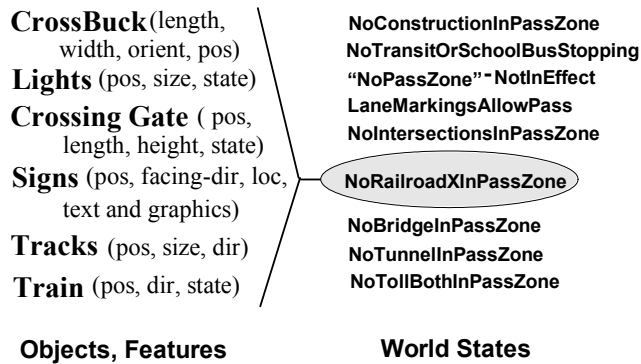 CrossBuck (length,
width, orient, pos)
Lights (pos, size, state)
Crossing Gate ( pos,
length, height, state)
Signs (pos, facing-dir, loc,
text and graphics)
Tracks (pos, size, dir)
Train (pos, dir, state)
Objects, Features
NoConstructionInPassZone
NoTransitOrSchoolBusStopping
“NoPassZone”-NotInEffect
LaneMarkingsAllowPass
NoIntersectionsInPassZone
NoRailroadXInPassZone
NoBridgeInPassZone
NoTunnelInPassZone
NoTollBothInPassZone
World States